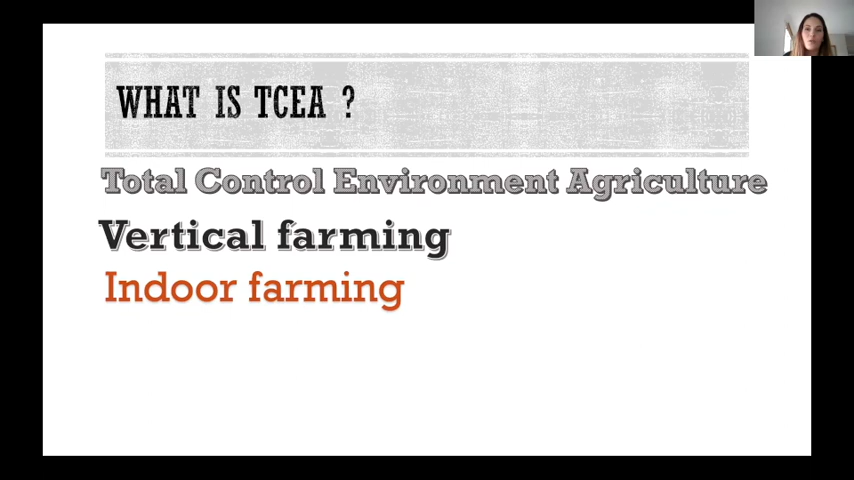 WHAT IS TCEA ?
Total Control Environment Agriculture
Vertical farming
Indoor farming